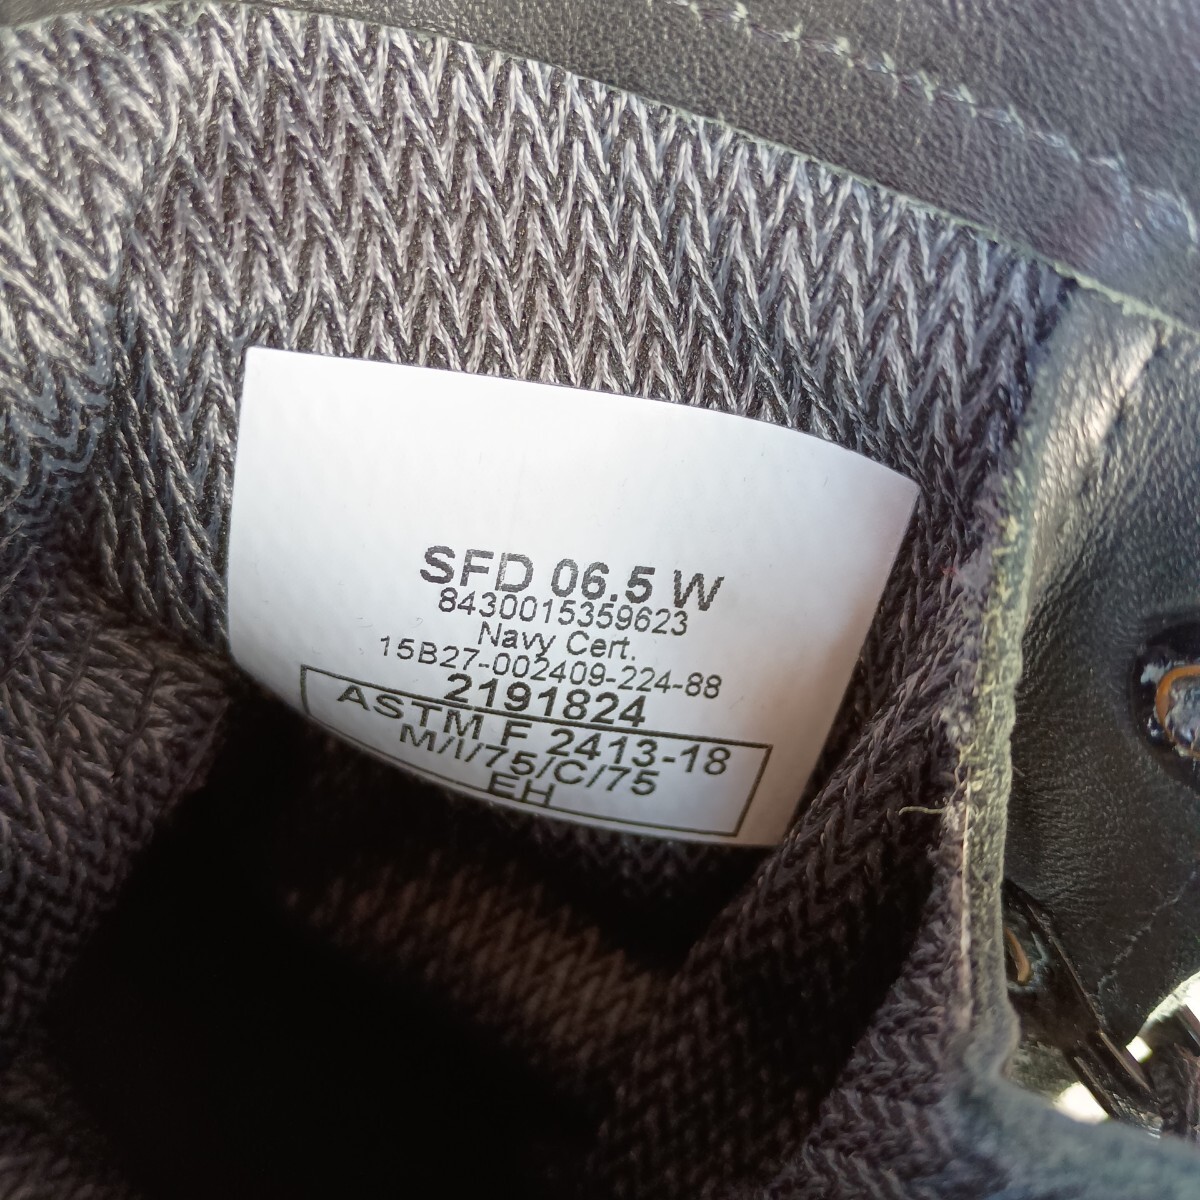 SFD 06.5 W
8430015359623
Navy Cert.
15B27-002409-224-88
2191824
ASTM F 2413-18
M/I/75/C/75
EH